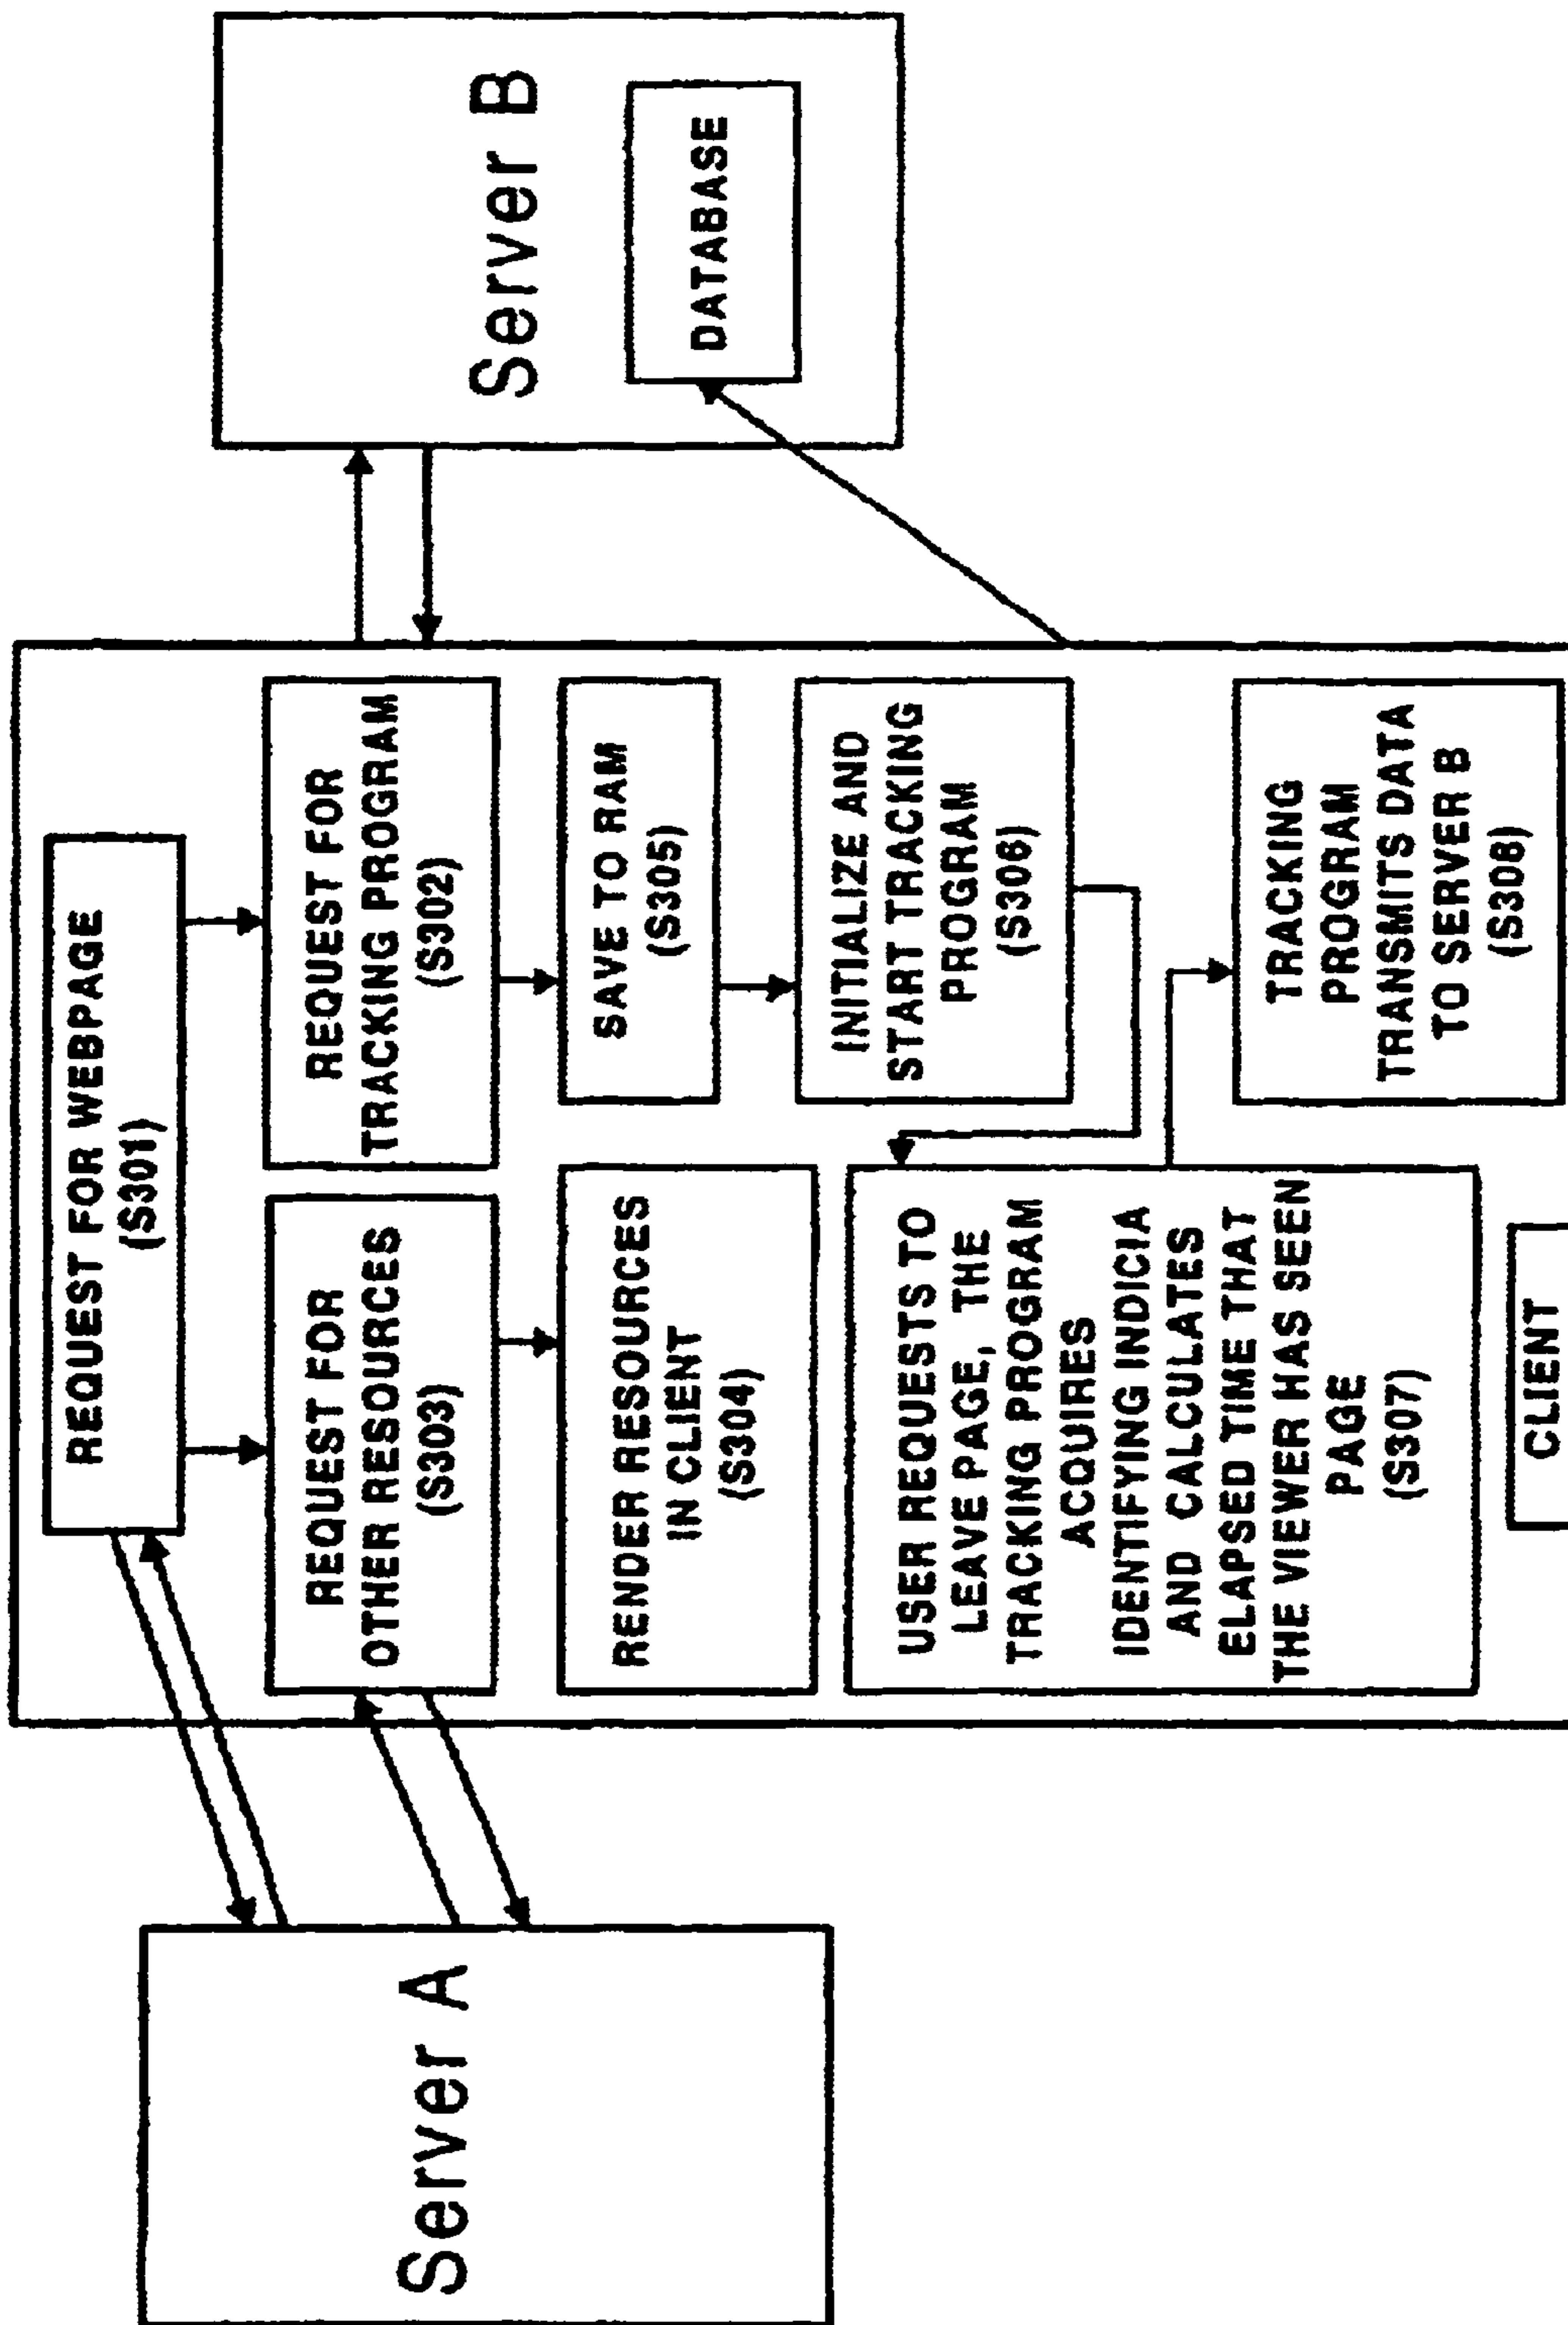 Server A
REQUEST FOR WEBPAGE
(S301)
REQUEST FOR
OTHER RESOURCES
(S303)
REQUEST FOR
TRACKING PROGRAM
(S302)
RENDER RESOURCES
IN CLIENT
(S304)
SAVE TO RAM
(S305)
INITIALIZE AND
START TRACKING
PROGRAM
(S306)
USER REQUESTS TO
LEAVE PAGE, THE
TRACKING PROGRAM
ACQUIRES
IDENTIFYING INDICIA
AND CALCULATES
ELAPSED TIME THAT
THE VIEWER HAS SEEN
PAGE
(S307)
TRACKING
PROGRAM
TRANSMITS DATA
TO SERVER B
(S308)
CLIENT
Server B
DATABASE